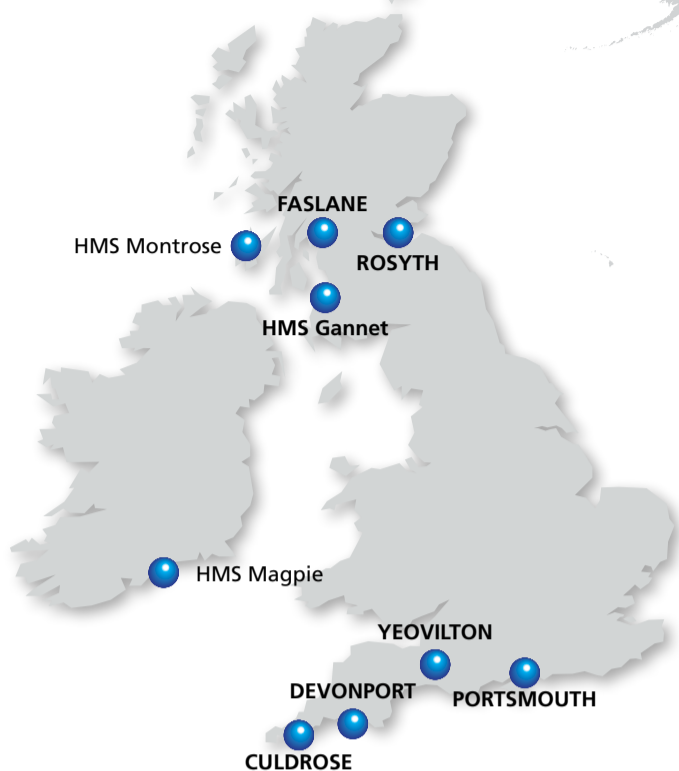 FASLANE
HMS Montrose
ROSYTH
HMS Gannet
HMS Magpie
YEOVILTON
DEVONPORT
PORTSMOUTH
CULDROSE